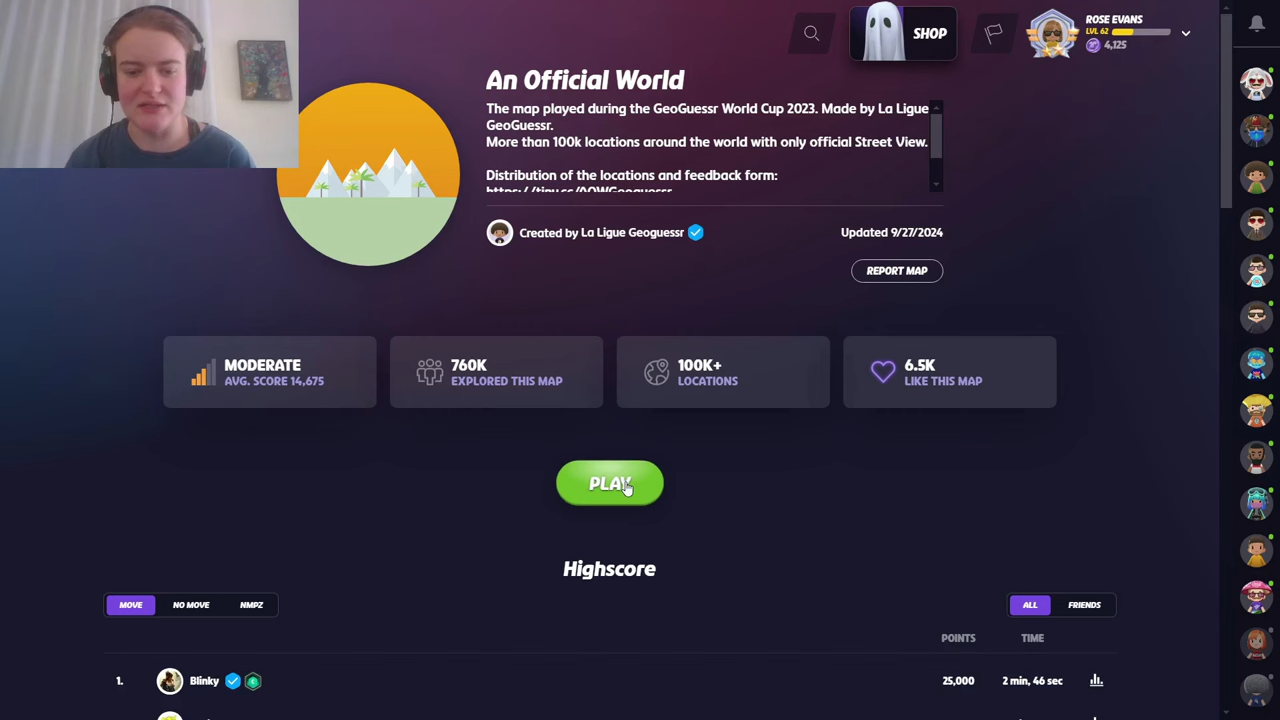 SHOP
ROSE EVANS
LVL 62
4,125
An Official World
The map played during the GeoGuessr World Cup 2023. Made by La Ligue
GeoGuessr.
More than 100k locations around the world with only official Street View.
Distribution of the locations and feedback form:
https://tiny.cc/AOWGeoguessr
Created by La Ligue Geoguessr
Updated 9/27/2024
REPORT MAP
MODERATE
AVG. SCORE 14,675
760K
EXPLORED THIS MAP
100K+
LOCATIONS
6.5K
LIKE THIS MAP
PLAY
Highscore
MOVE
NO MOVE
NMPZ
ALL
FRIENDS
POINTS
TIME
1.
Blinky
25,000
2 min, 46 sec